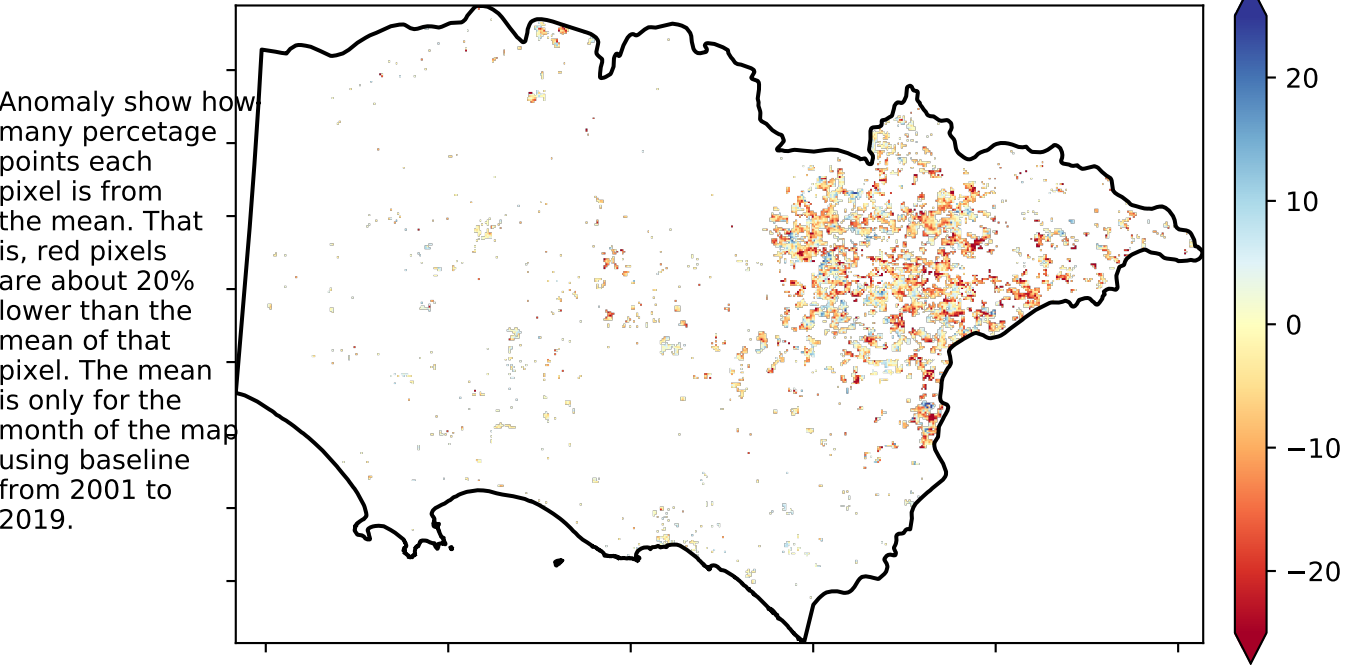 Anomaly show how
many percetage
points each
pixel is from
the mean. That
is, red pixels
are about 20%
lower than the
mean of that
pixel. The mean
is only for the
month of the map
using baseline
from 2001 to
2019.
20
10
0
−10
−20